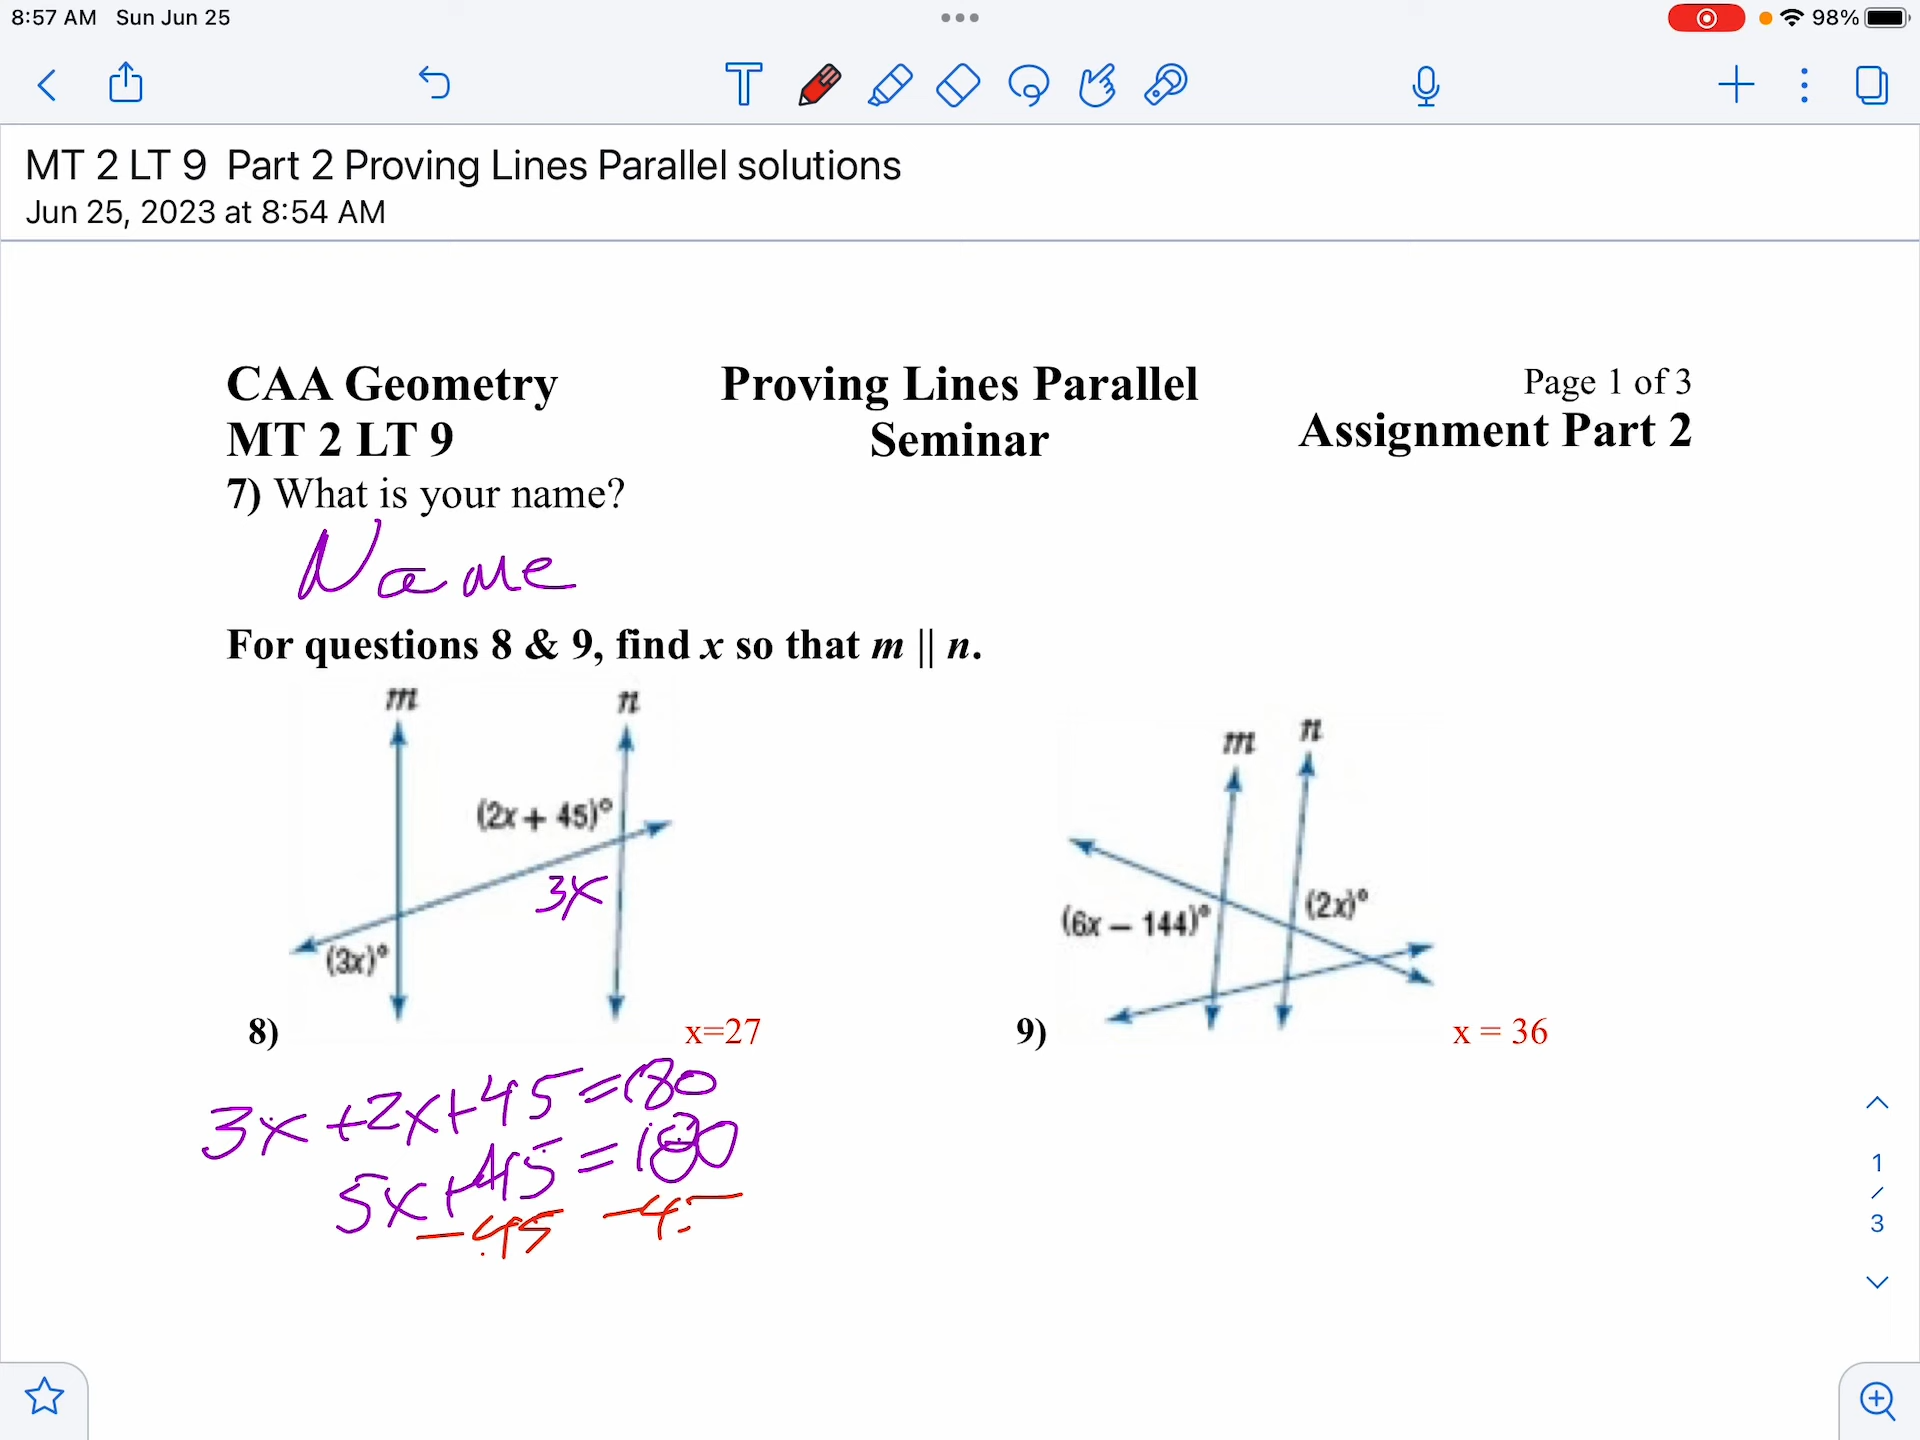 8:57 AM Sun Jun 25
98%
MT 2 LT 9 Part 2 Proving Lines Parallel solutions
Jun 25, 2023 at 8:54 AM
CAA Geometry Proving Lines Parallel Page 1 of 3
MT 2 LT 9 Seminar Assignment Part 2
7) What is your name?
Name
For questions 8 & 9, find x so that m || n.
m n
(2x + 45)°
3x
(3x)°
8) x=27
m n
(6x − 144)° (2x)°
9) x = 36
3x+2x+45=180
5x+45=180
-45
1
/
3